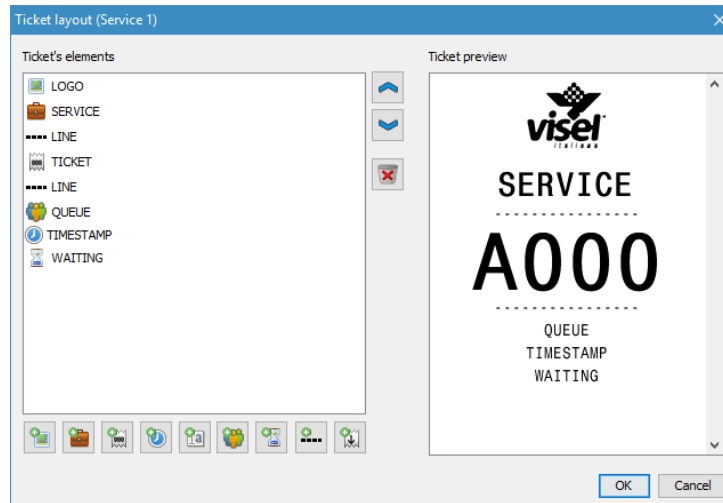 Ticket layout (Service 1)
Ticket's elements
LOGO
SERVICE
LINE
TICKET
LINE
QUEUE
TIMESTAMP
WAITING
Ticket preview
visel
italiana
SERVICE
----------------
A000
----------------
QUEUE
TIMESTAMP
WAITING
a
OK
Cancel